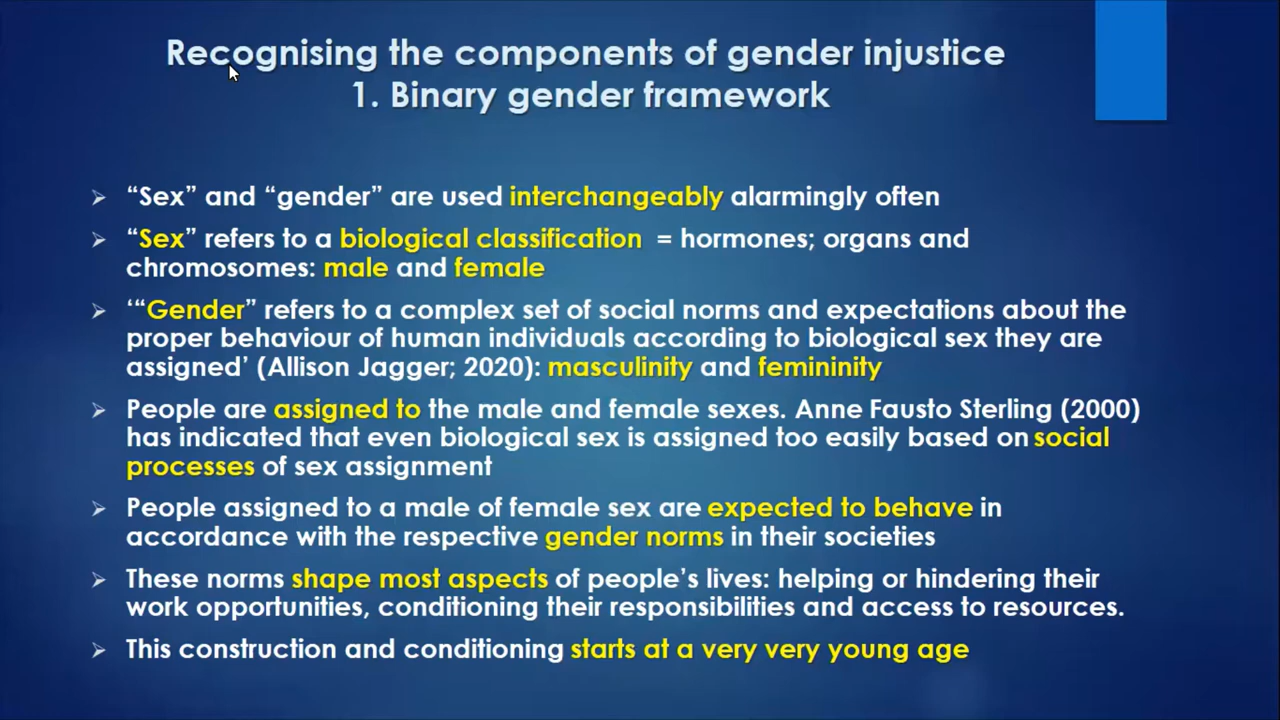 Recognising the components of gender injustice
1. Binary gender framework
“Sex” and “gender” are used interchangeably alarmingly often
“Sex” refers to a biological classification = hormones; organs and
chromosomes: male and female
‘“Gender” refers to a complex set of social norms and expectations about the
proper behaviour of human individuals according to biological sex they are
assigned’ (Allison Jagger; 2020): masculinity and femininity
People are assigned to the male and female sexes. Anne Fausto Sterling (2000)
has indicated that even biological sex is assigned too easily based on social
processes of sex assignment
People assigned to a male of female sex are expected to behave in
accordance with the respective gender norms in their societies
These norms shape most aspects of people’s lives: helping or hindering their
work opportunities, conditioning their responsibilities and access to resources.
This construction and conditioning starts at a very very young age